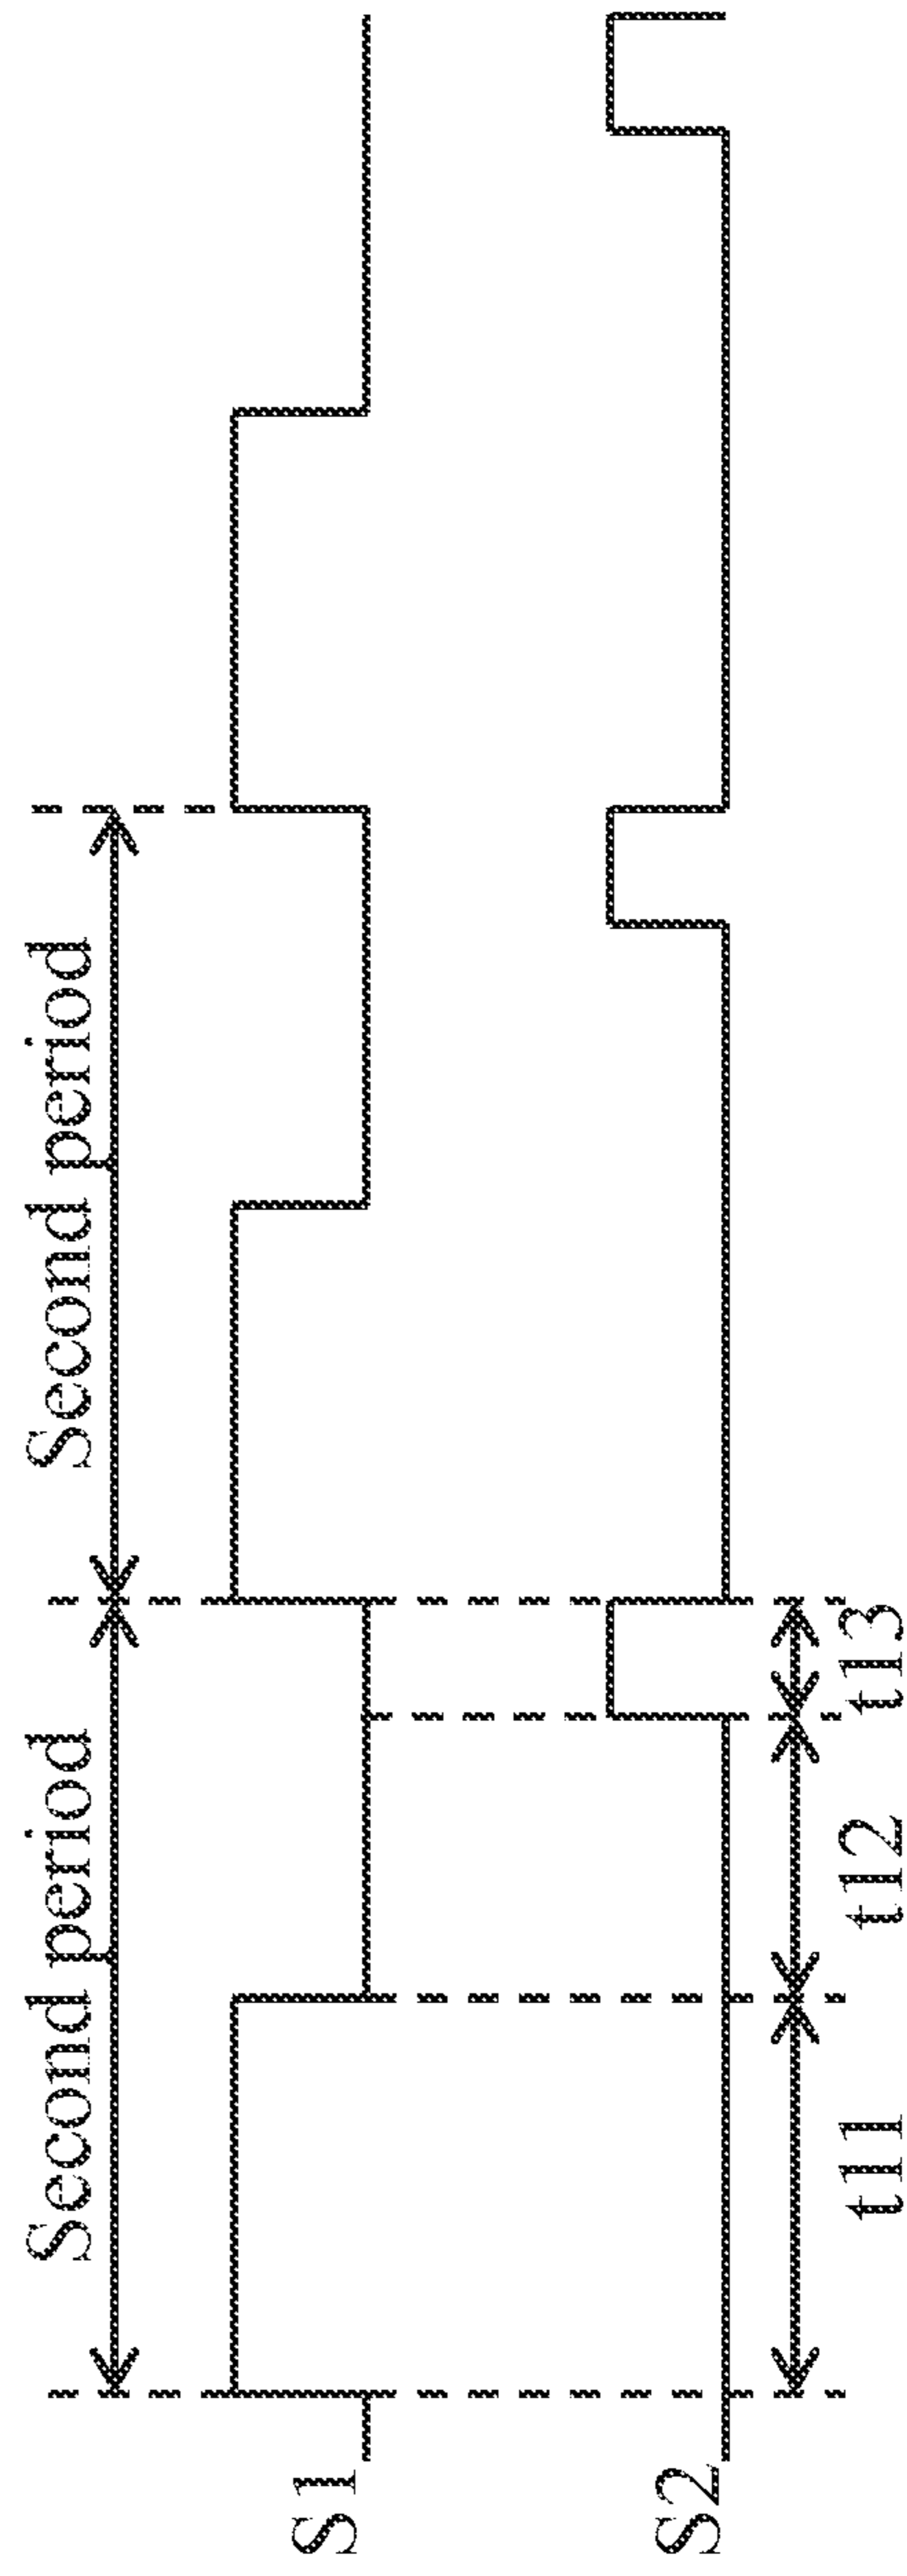 Second period
Second period
S1
S2
t11
t12
t13